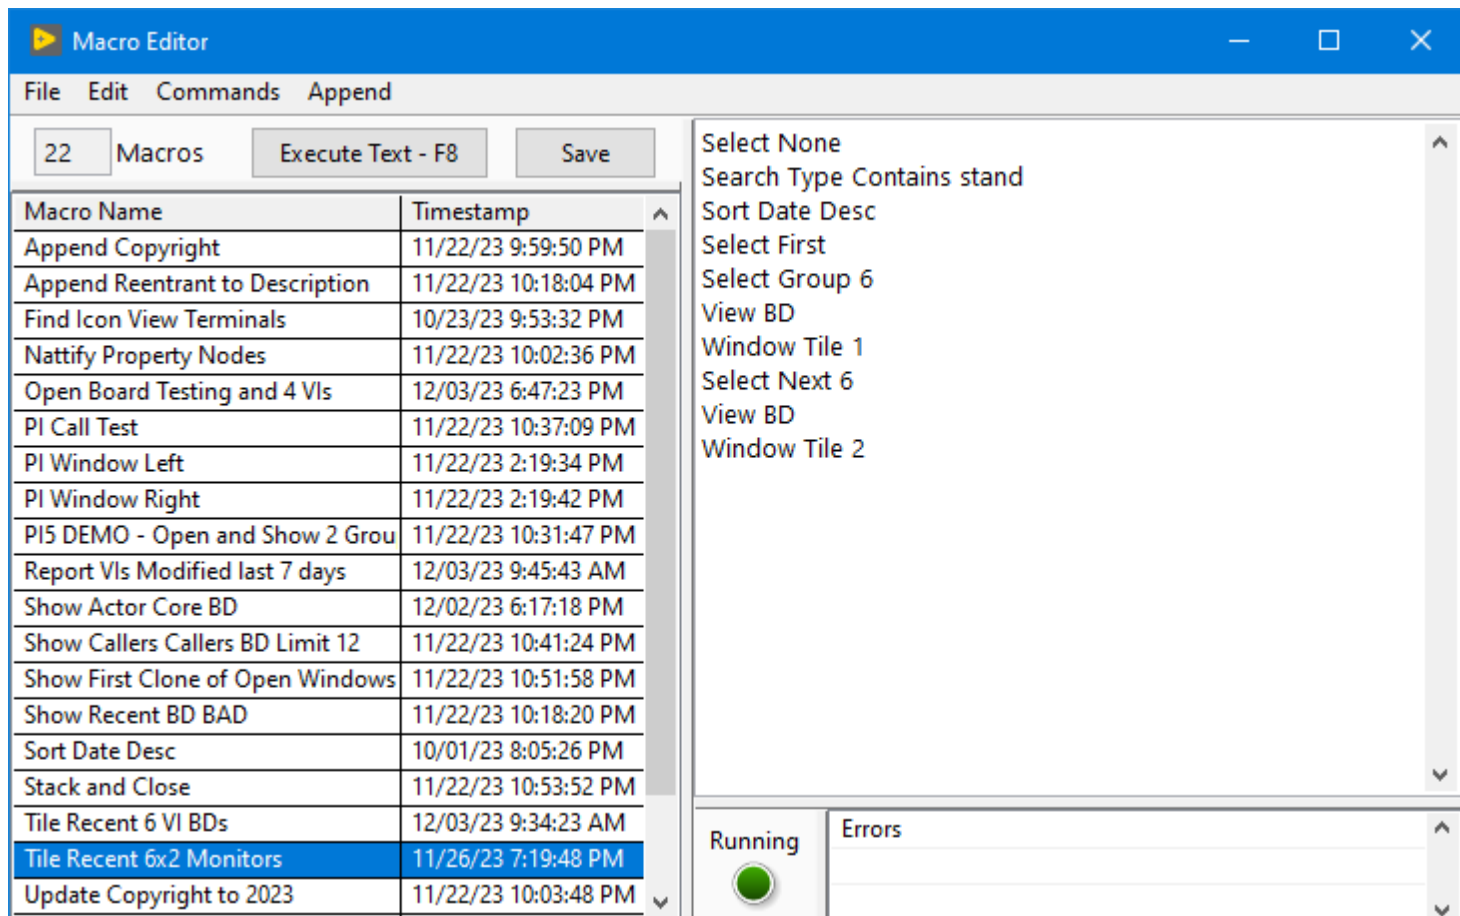 Macro Editor
File Edit Commands Append
22 Macros Execute Text - F8 Save
Macro Name Timestamp
Append Copyright 11/22/23 9:59:50 PM
Append Reentrant to Description 11/22/23 10:18:04 PM
Find Icon View Terminals 10/23/23 9:53:32 PM
Nattify Property Nodes 11/22/23 10:02:36 PM
Open Board Testing and 4 VIs 12/03/23 6:47:23 PM
PI Call Test 11/22/23 10:37:09 PM
PI Window Left 11/22/23 2:19:34 PM
PI Window Right 11/22/23 2:19:42 PM
PI5 DEMO - Open and Show 2 Grou 11/22/23 10:31:47 PM
Report VIs Modified last 7 days 12/03/23 9:45:43 AM
Show Actor Core BD 12/02/23 6:17:18 PM
Show Callers Callers BD Limit 12 11/22/23 10:41:24 PM
Show First Clone of Open Windows 11/22/23 10:51:58 PM
Show Recent BD BAD 11/22/23 10:18:20 PM
Sort Date Desc 10/01/23 8:05:26 PM
Stack and Close 11/22/23 10:53:52 PM
Tile Recent 6 VI BDs 12/03/23 9:34:23 AM
Tile Recent 6x2 Monitors 11/26/23 7:19:48 PM
Update Copyright to 2023 11/22/23 10:03:48 PM
Select None
Search Type Contains stand
Sort Date Desc
Select First
Select Group 6
View BD
Window Tile 1
Select Next 6
View BD
Window Tile 2
Running
Errors